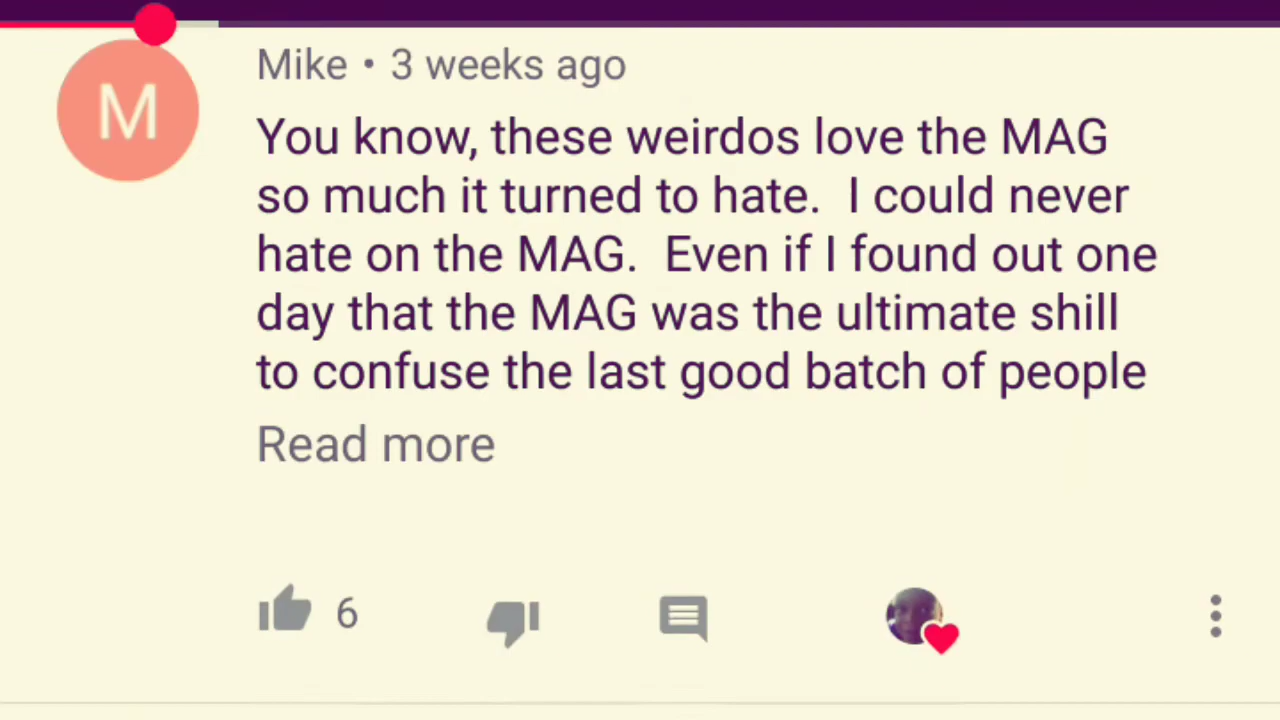 M
Mike • 3 weeks ago
You know, these weirdos love the MAG
so much it turned to hate.  I could never
hate on the MAG.  Even if I found out one
day that the MAG was the ultimate shill
to confuse the last good batch of people
Read more
6